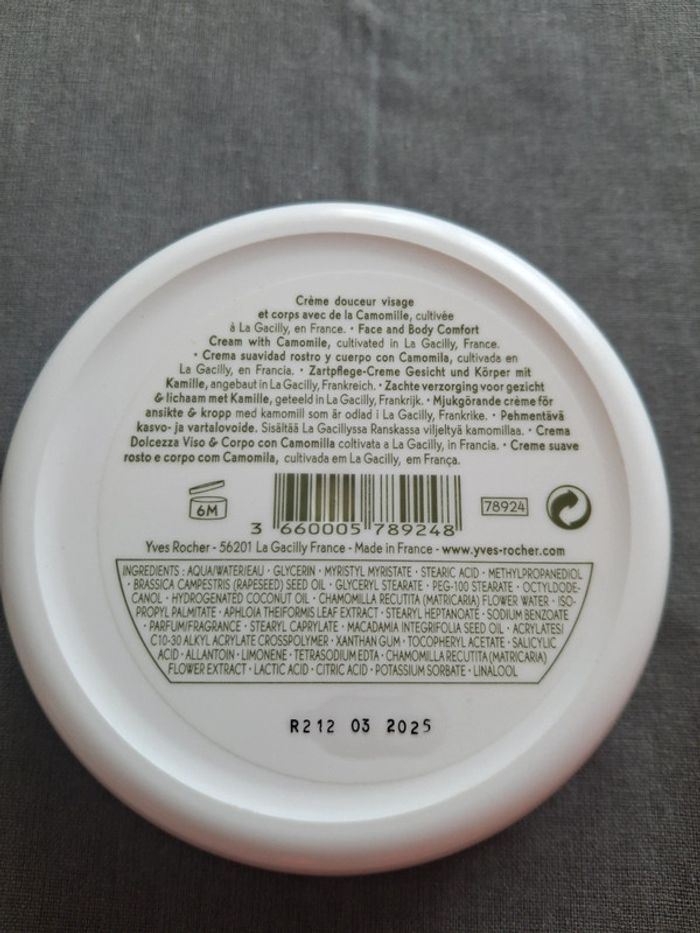 Crème douceur visage
et corps avec de la Camomille, cultivée
à La Gacilly, en France. • Face and Body Comfort
Cream with Camomile, cultivated in La Gacilly, France.
• Crema suavidad rostro y cuerpo con Camomila, cultivada en
La Gacilly, en Francia. • Zartpflege-Creme Gesicht und Körper mit
Kamille, angebaut in La Gacilly, Frankreich. • Zachte verzorging voor gezicht
& lichaam met Kamille, geteeld in La Gacilly, Frankrijk. • Mjukgörande crème för
ansikte & kropp med kamomill som är odlad i La Gacilly, Frankrike. • Pehmentävä
kasvo- ja vartalovoide. Sisältää La Gacillyssa Ranskassa viljeltyä kamomillaa. • Crema
Dolcezza Viso & Corpo con Camomilla coltivata a La Gacilly, in Francia. • Creme suave
rosto e corpo com Camomila, cultivada em La Gacilly, em França.
6M
3 660005 789248
78924
Yves Rocher - 56201 La Gacilly France - Made in France - www.yves-rocher.com
INGREDIENTS : AQUA/WATER/EAU • GLYCERIN • MYRISTYL MYRISTATE • STEARIC ACID • METHYLPROPANEDIOL
• BRASSICA CAMPESTRIS (RAPESEED) SEED OIL • GLYCERYL STEARATE • PEG-100 STEARATE • OCTYLDODE-
CANOL • HYDROGENATED COCONUT OIL • CHAMOMILLA RECUTITA (MATRICARIA) FLOWER WATER • ISO-
PROPYL PALMITATE • APHLOIA THEIFORMIS LEAF EXTRACT • STEARYL HEPTANOATE • SODIUM BENZOATE
• PARFUM/FRAGRANCE • STEARYL CAPRYLATE • MACADAMIA INTEGRIFOLIA SEED OIL • ACRYLATES/
C10-30 ALKYL ACRYLATE CROSSPOLYMER • XANTHAN GUM • TOCOPHERYL ACETATE • SALICYLIC
ACID • ALLANTOIN • LIMONENE • TETRASODIUM EDTA • CHAMOMILLA RECUTITA (MATRICARIA)
FLOWER EXTRACT • LACTIC ACID • CITRIC ACID • POTASSIUM SORBATE • LINALOOL
R212 03 2025